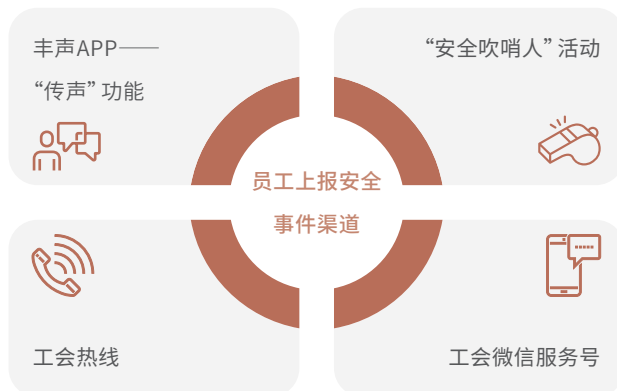 丰声APP——
“传声”功能
“安全吹哨人”活动
员工上报安全
事件渠道
工会热线
工会微信服务号